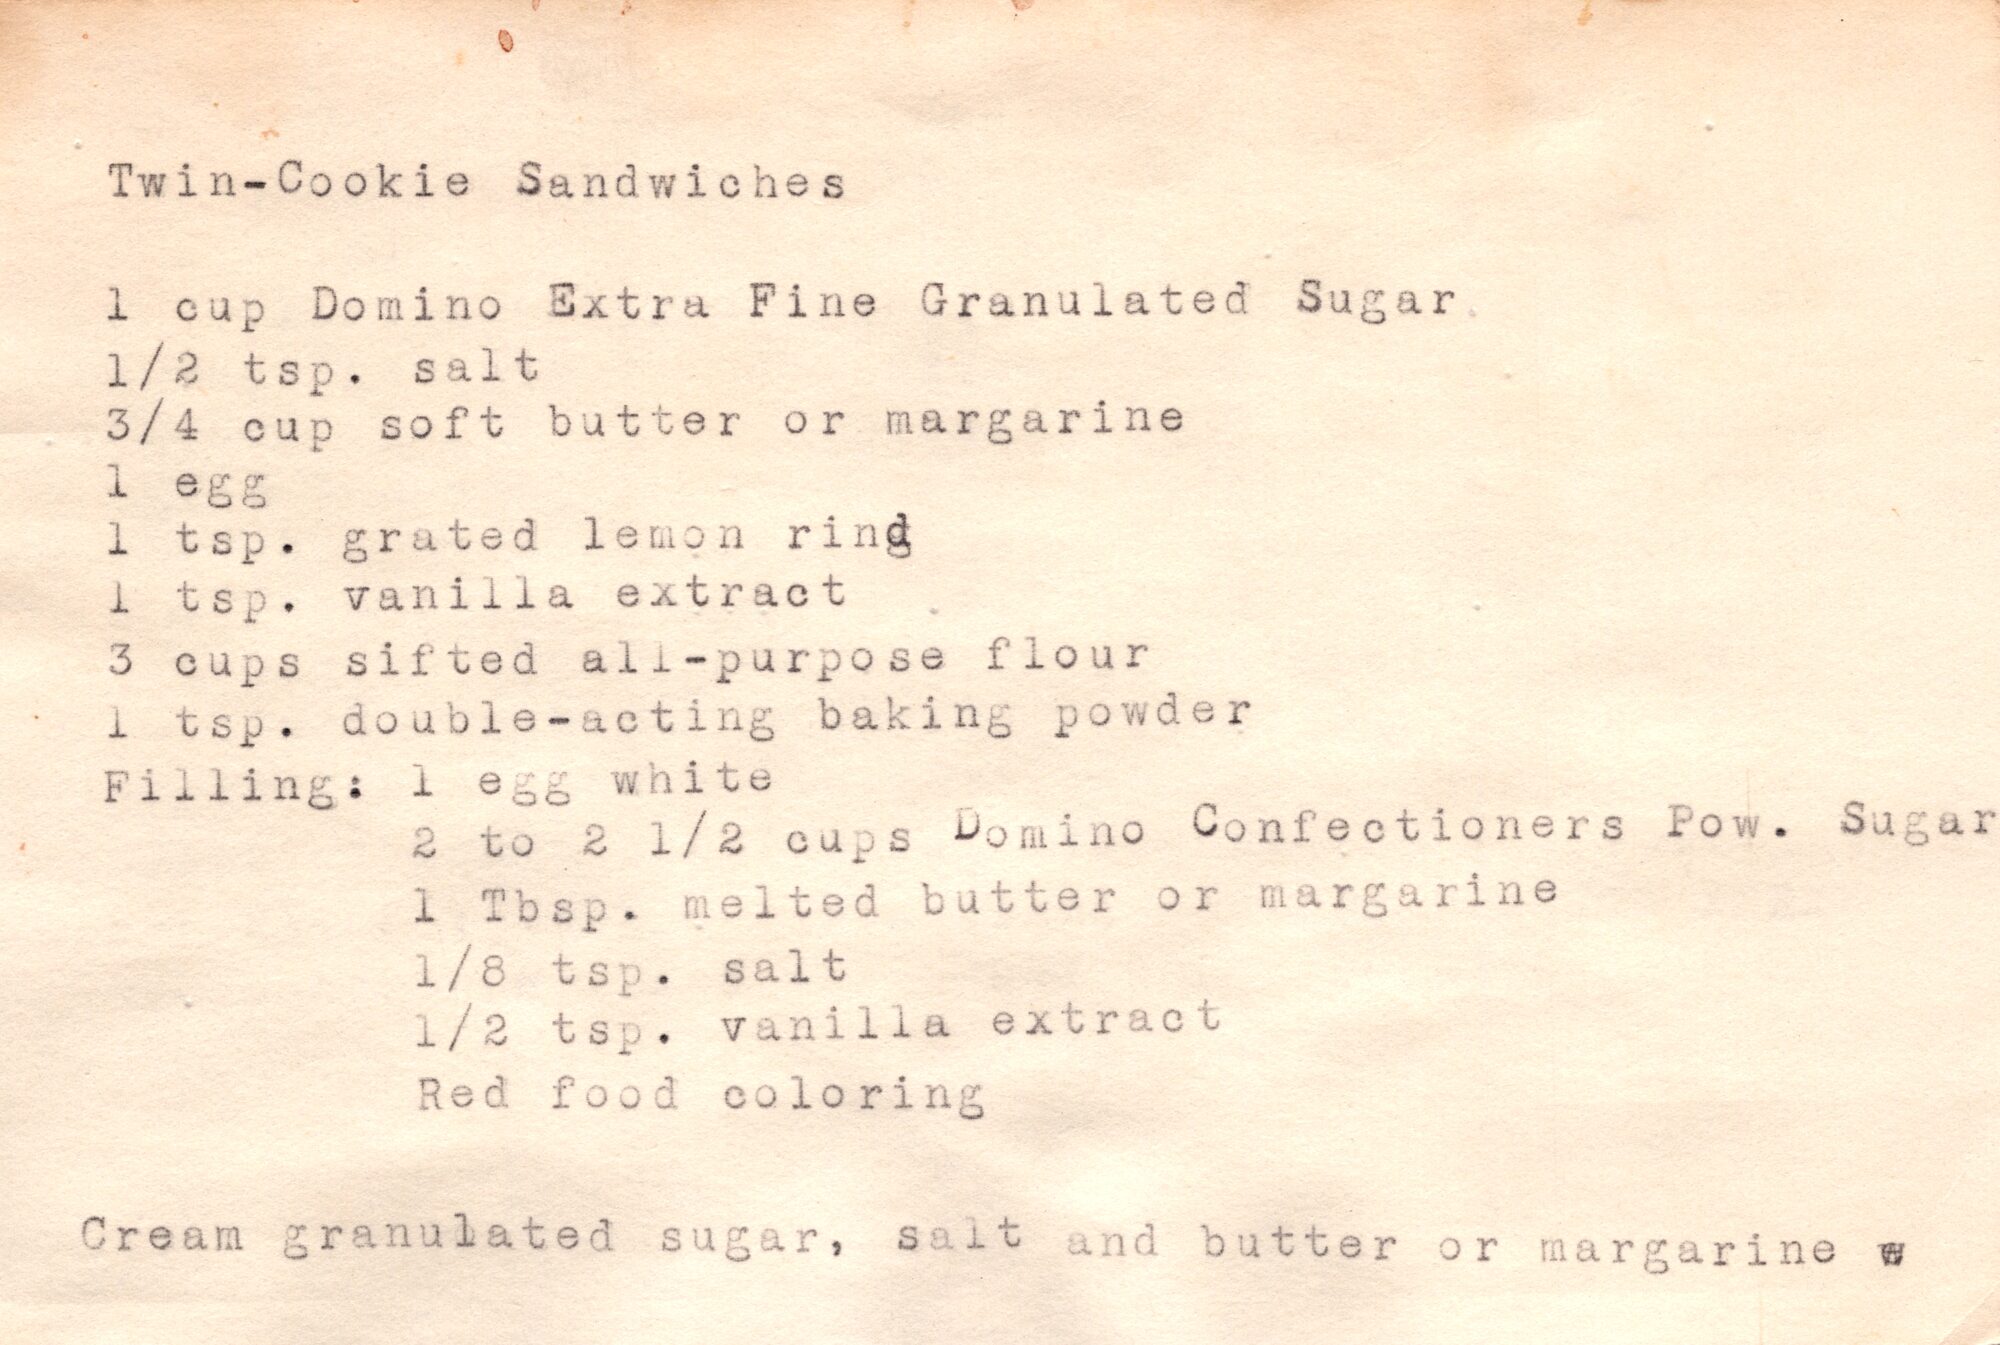 Twin-Cookie Sandwiches
1 cup Domino Extra Fine Granulated Sugar
1/2 tsp. salt
3/4 cup soft butter or margarine
1 egg
1 tsp. grated lemon rind
1 tsp. vanilla extract
3 cups sifted all-purpose flour
1 tsp. double-acting baking powder
Filling: 1 egg white
2 to 2 1/2 cups Domino Confectioners Pow. Sugar
1 Tbsp. melted butter or margarine
1/8 tsp. salt
1/2 tsp. vanilla extract
Red food coloring
Cream granulated sugar, salt and butter or margarine